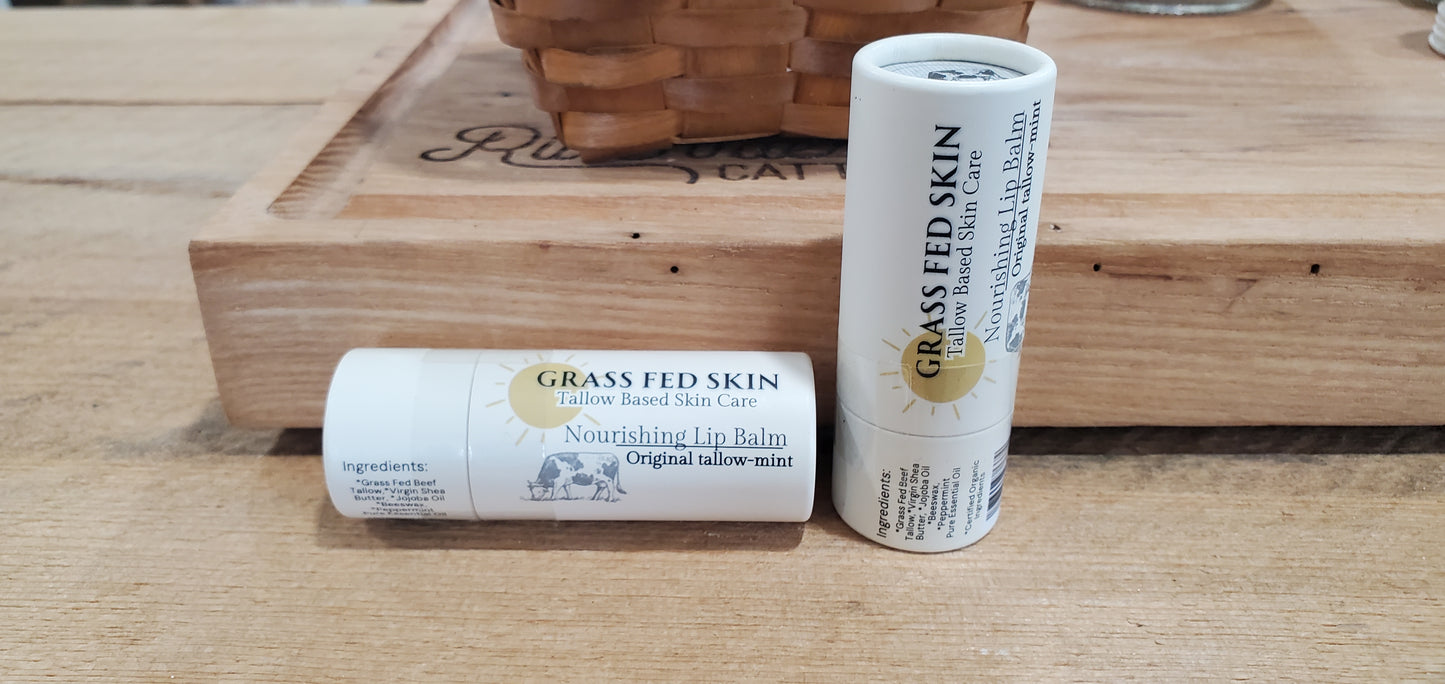 GRASS FED SKIN
Tallow Based Skin Care
Nourishing Lip Balm
Original tallow-mint
Ingredients:
*Grass Fed Beef
Tallow,*Virgin Shea
Butter, *Jojoba Oil
*Beeswax,
*Peppermint
Pure Essential Oil
GRASS FED SKIN
Tallow Based Skin Care
Nourishing Lip Balm
Original tallow-mint
Ingredients:
*Grass Fed Beef
Tallow,*Virgin Shea
Butter, *Jojoba Oil
*Beeswax,
*Peppermint
Pure Essential Oil
*Certified Organic
Ingredients